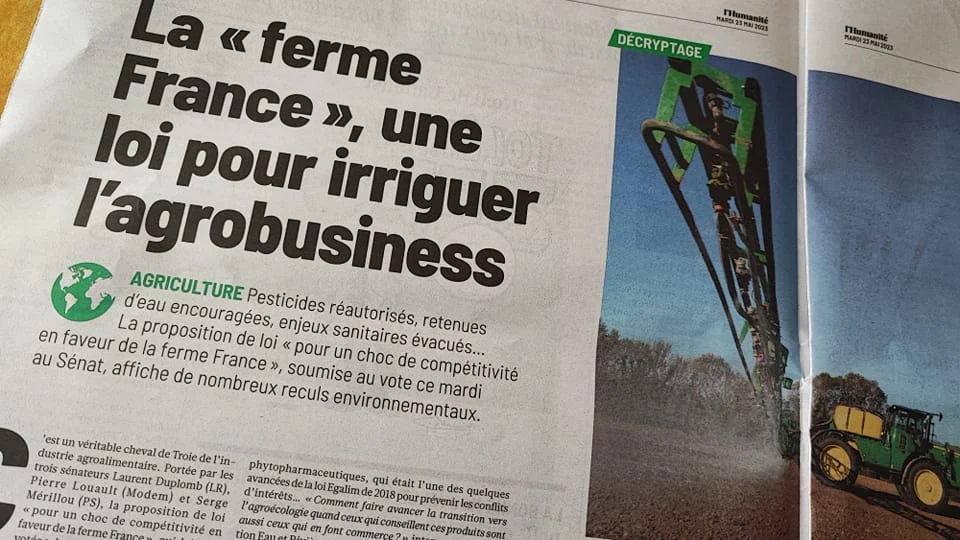 l'Humanité
MARDI 23 MAI 2023
l'Humanité
MARDI 23 MAI 2023
DÉCRYPTAGE
La « ferme
France », une
loi pour irriguer
l'agrobusiness
AGRICULTURE Pesticides réautorisés, retenues
d'eau encouragées, enjeux sanitaires évacués...
La proposition de loi « pour un choc de compétitivité
en faveur de la ferme France », soumise au vote ce mardi
au Sénat, affiche de nombreux reculs environnementaux.
C'est un véritable cheval de Troie de l'in-
dustrie agroalimentaire. Portée par les
trois sénateurs Laurent Duplomb (LR),
Pierre Louault (Modem) et Serge
Mérillou (PS), la proposition de loi
« pour un choc de compétitivité en
faveur de la ferme France »,
phytopharmaceutiques, qui était l'une des quelques
avancées de la loi Egalim de 2018 pour prévenir les conflits
d'intérêts... « Comment faire avancer la transition vers
l'agroécologie quand ceux qui conseillent ces produits sont
aussi ceux qui en font commerce ? »,
tion Eau et